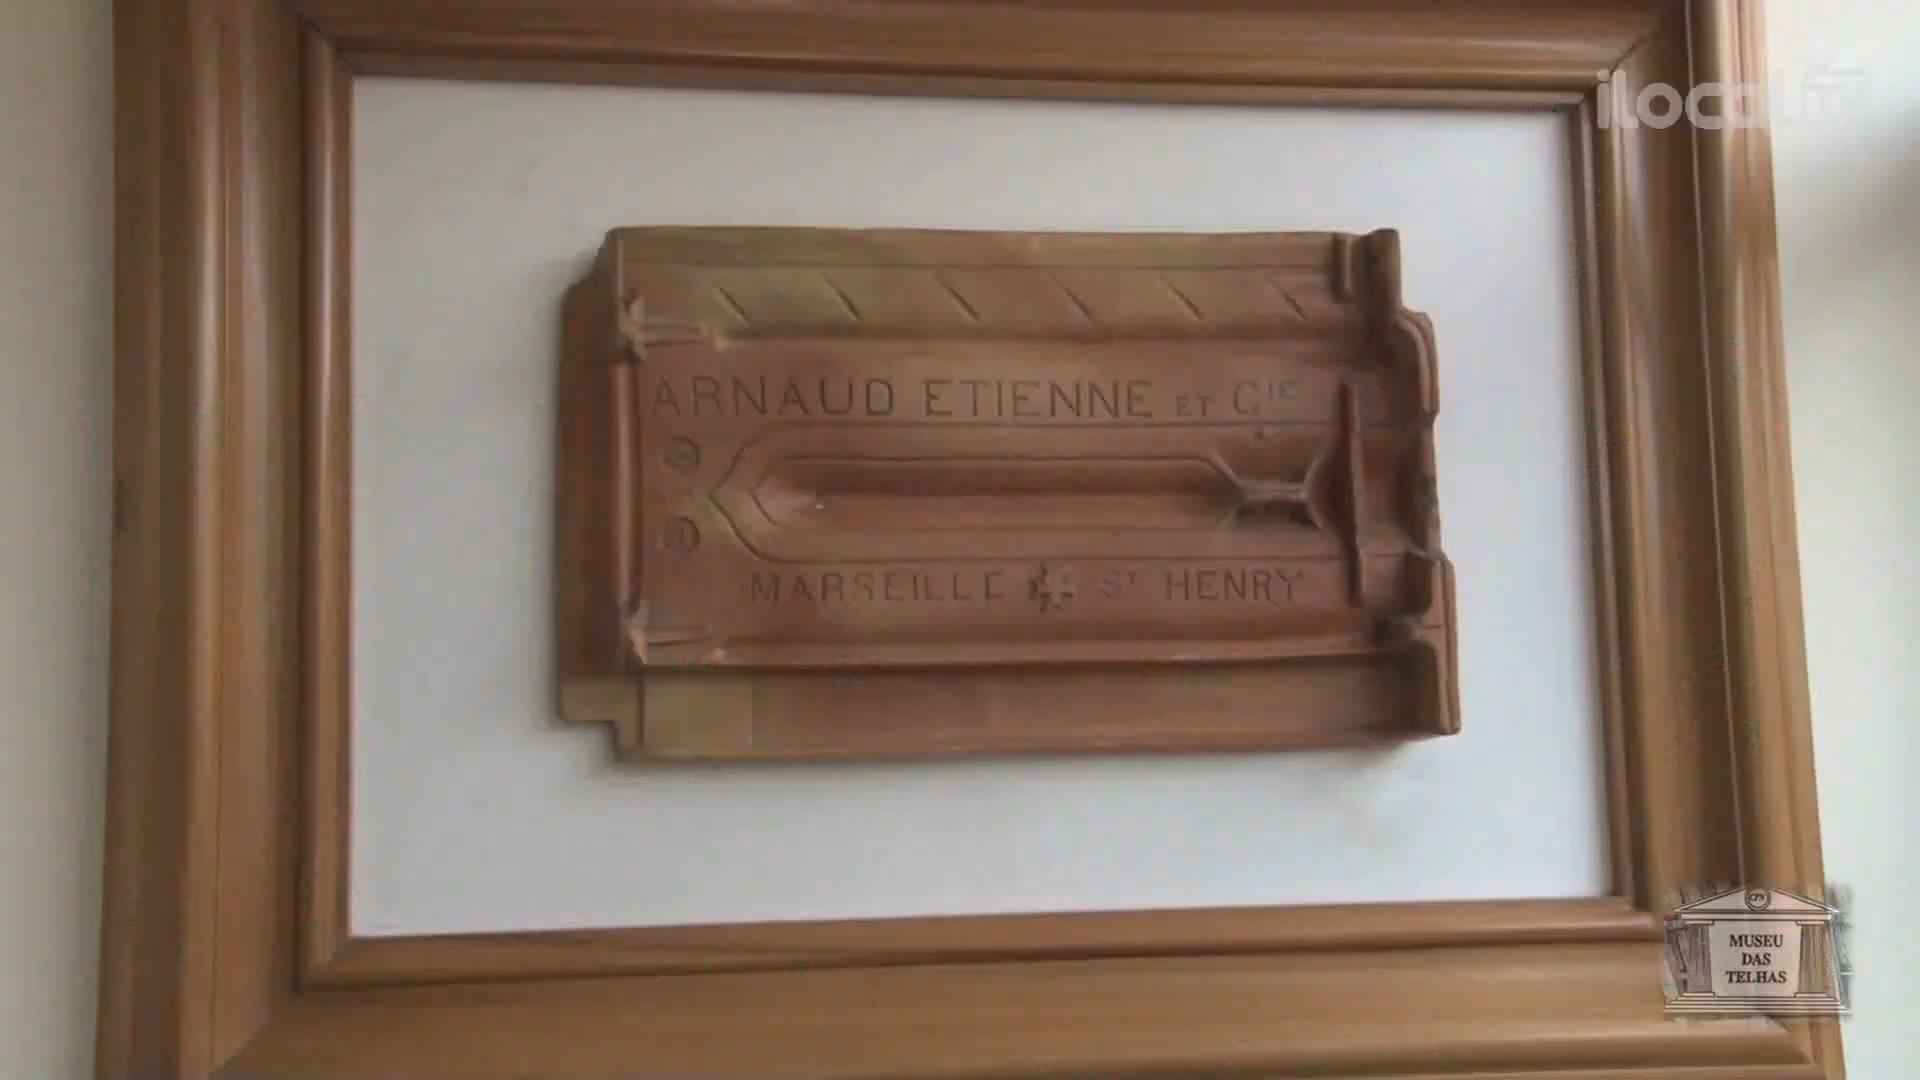 iLocal
ARNAUD ETIENNE ET CIE
MARSEILLE ST HENRY
MUSEU
DAS
TELHAS